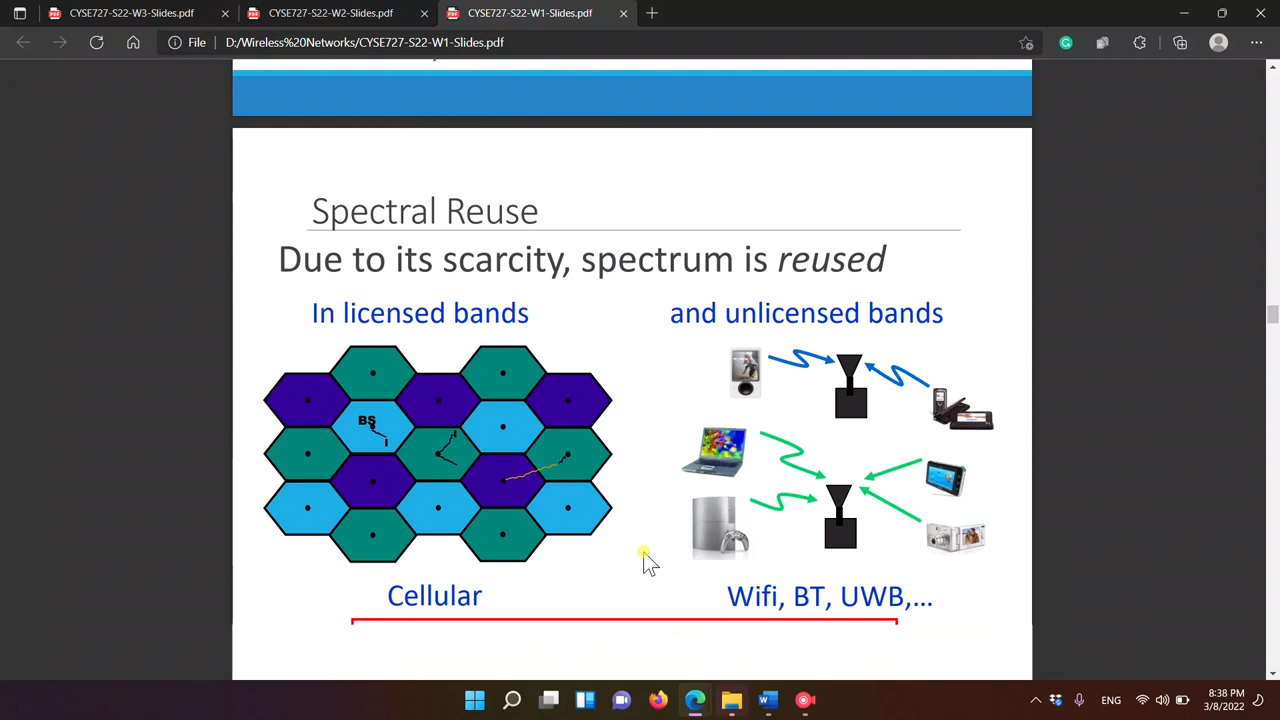 CYSE727-S22-W3-Slides.pdf
CYSE727-S22-W2-Slides.pdf
CYSE727-S22-W1-Slides.pdf
File
D:/Wireless%20Networks/CYSE727-S22-W1-Slides.pdf
Spectral Reuse
Due to its scarcity, spectrum is reused
In licensed bands
and unlicensed bands
BS
Cellular
Wifi, BT, UWB,...
ENG
8:38 PM
3/8/2022